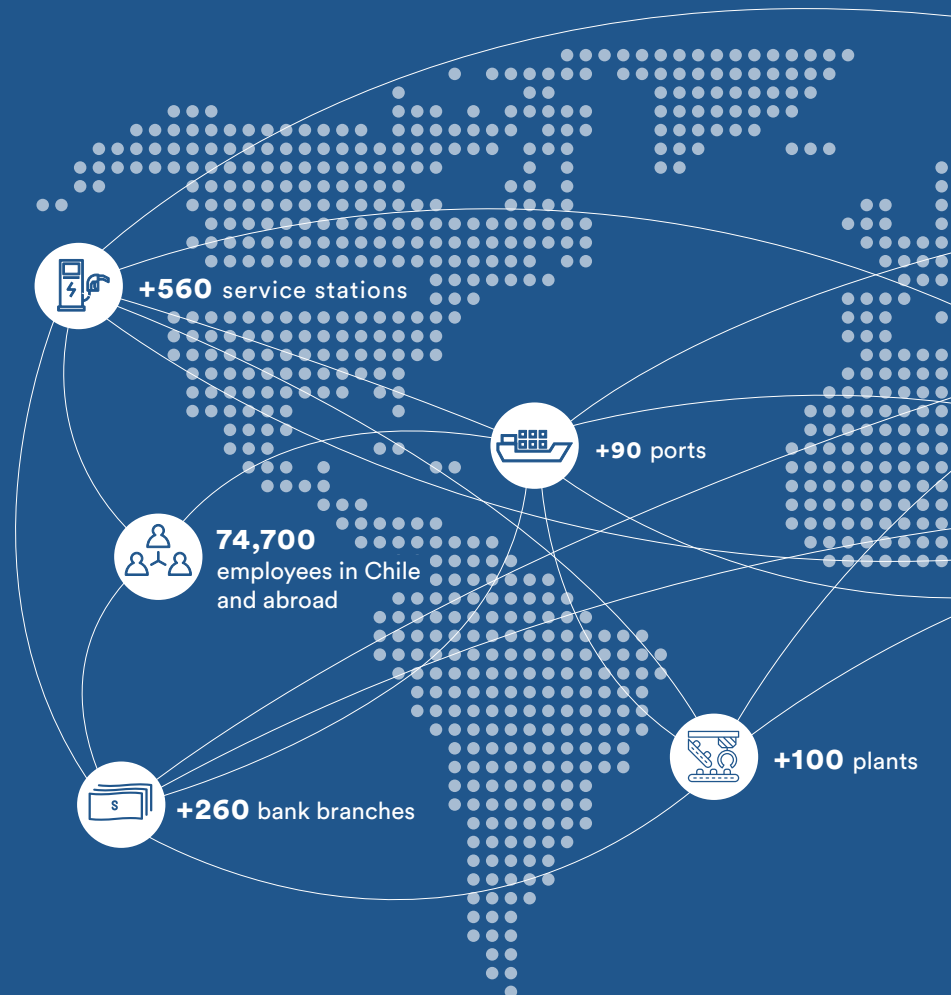 +560 service stations
+90 ports
74,700
employees in Chile
and abroad
+100 plants
$
+260 bank branches